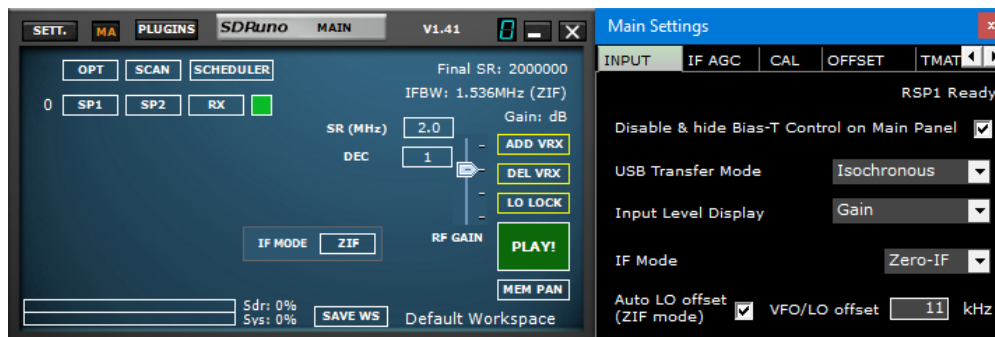 SETT. MA PLUGINS SDRuno MAIN V1.41 0
OPT SCAN SCHEDULER Final SR: 2000000
IFBW: 1.536MHz (ZIF)
0 SP1 SP2 RX Gain: dB
SR (MHz) 2.0 ADD VRX
DEC 1 DEL VRX
LO LOCK
IF MODE ZIF RF GAIN PLAY!
MEM PAN
Sdr: 0%
Sys: 0% SAVE WS Default Workspace
Main Settings x
INPUT IF AGC CAL OFFSET TMAT
RSP1 Ready
Disable & hide Bias-T Control on Main Panel
USB Transfer Mode Isochronous
Input Level Display Gain
IF Mode Zero-IF
Auto LO offset
(ZIF mode) VFO/LO offset 11 kHz